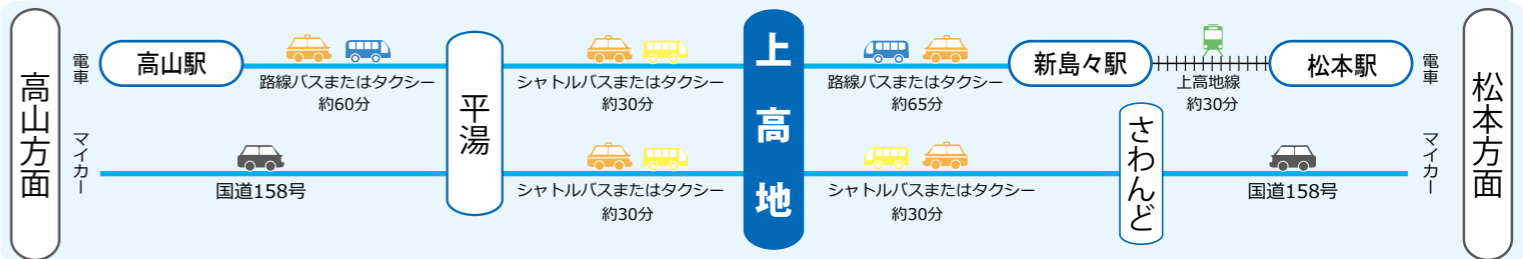 高山方面
電車
高山駅
路線バスまたはタクシー
約60分
平湯
シャトルバスまたはタクシー
約30分
上高地
路線バスまたはタクシー
約65分
新島々駅
上高地線
約30分
松本駅
電車
松本方面
マイカー
国道158号
シャトルバスまたはタクシー
約30分
シャトルバスまたはタクシー
約30分
さわんど
国道158号
マイカー